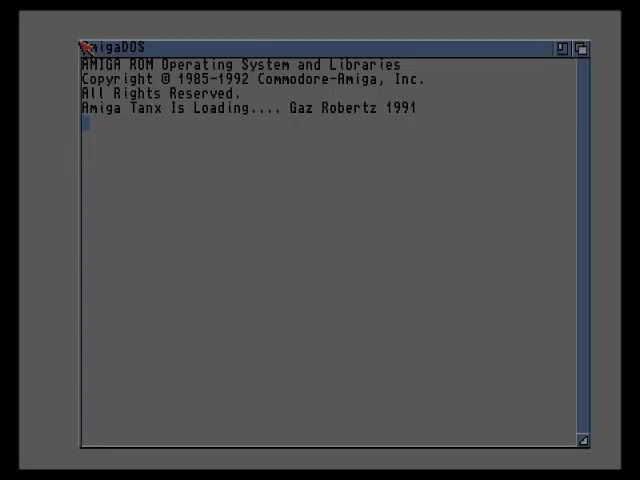 AmigaDOS
AMIGA ROM Operating System and Libraries
Copyright © 1985-1992 Commodore-Amiga, Inc.
All Rights Reserved.
Amiga Tanx Is Loading.... Gaz Robertz 1991